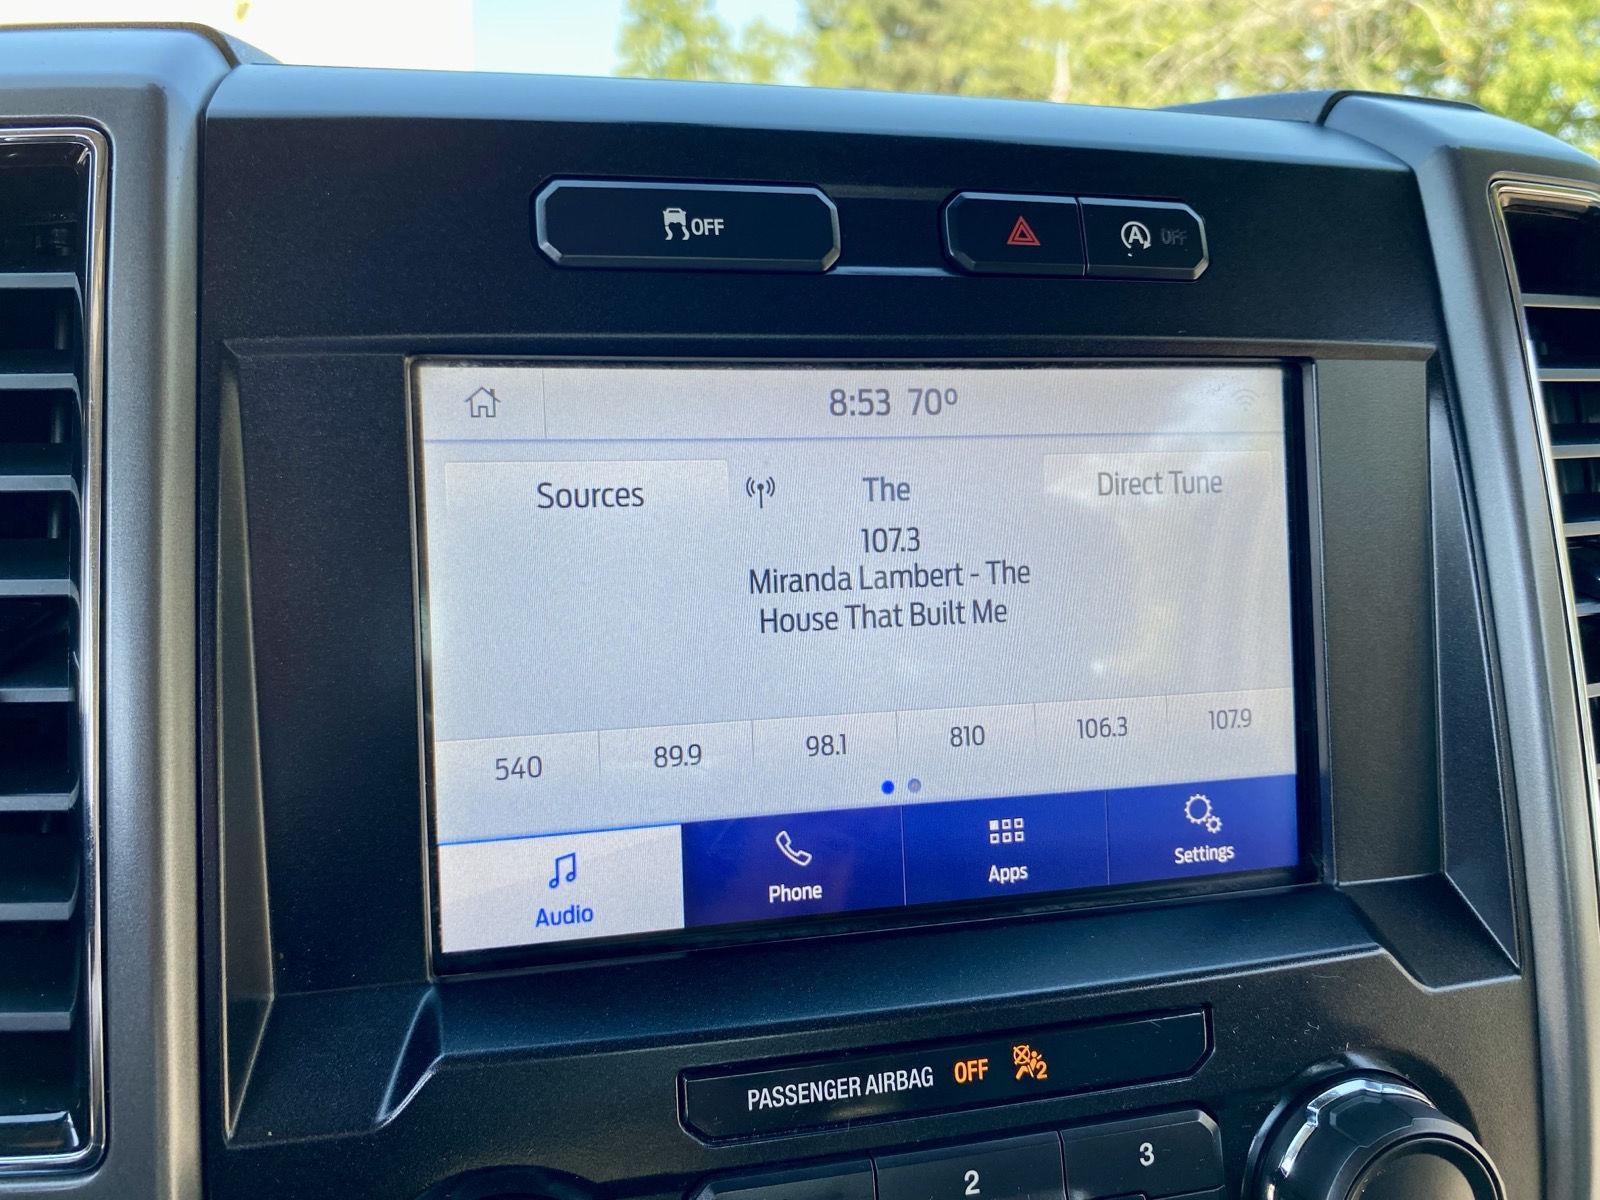 OFF
A OFF
8:53 70°
Sources The Direct Tune
107.3
Miranda Lambert - The
House That Built Me
540 89.9 98.1 810 106.3 107.9
Audio Phone Apps Settings
PASSENGER AIRBAG OFF 2
2 3